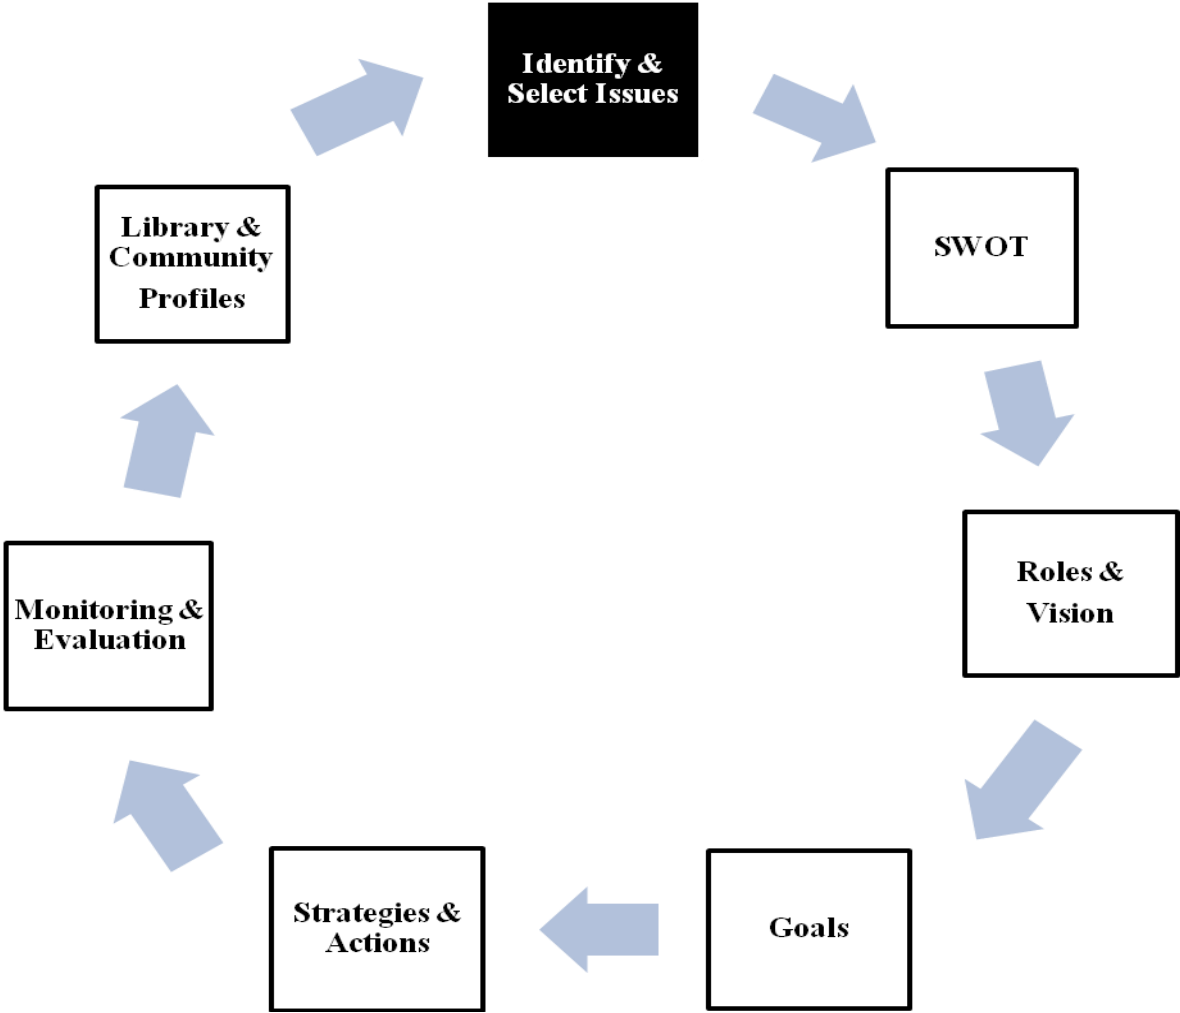 Identify &
Select Issues
SWOT
Roles &
Vision
Goals
Strategies &
Actions
Monitoring &
Evaluation
Library &
Community
Profiles